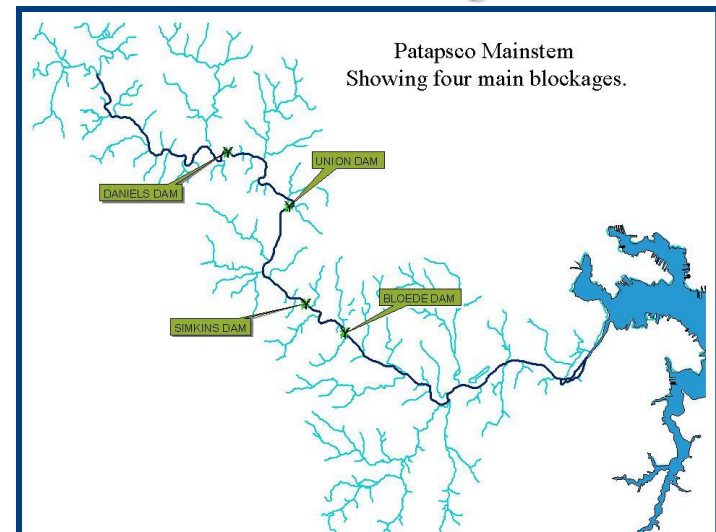 Patapsco Mainstem
Showing four main blockages.
UNION DAM
DANIELS DAM
BLOEDE DAM
SIMKINS DAM